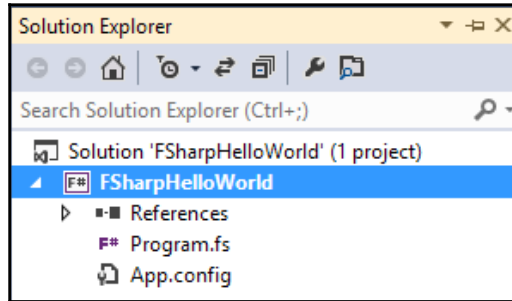 Solution Explorer
Search Solution Explorer (Ctrl+;)
Solution 'FSharpHelloWorld' (1 project)
F# FSharpHelloWorld
References
F# Program.fs
App.config